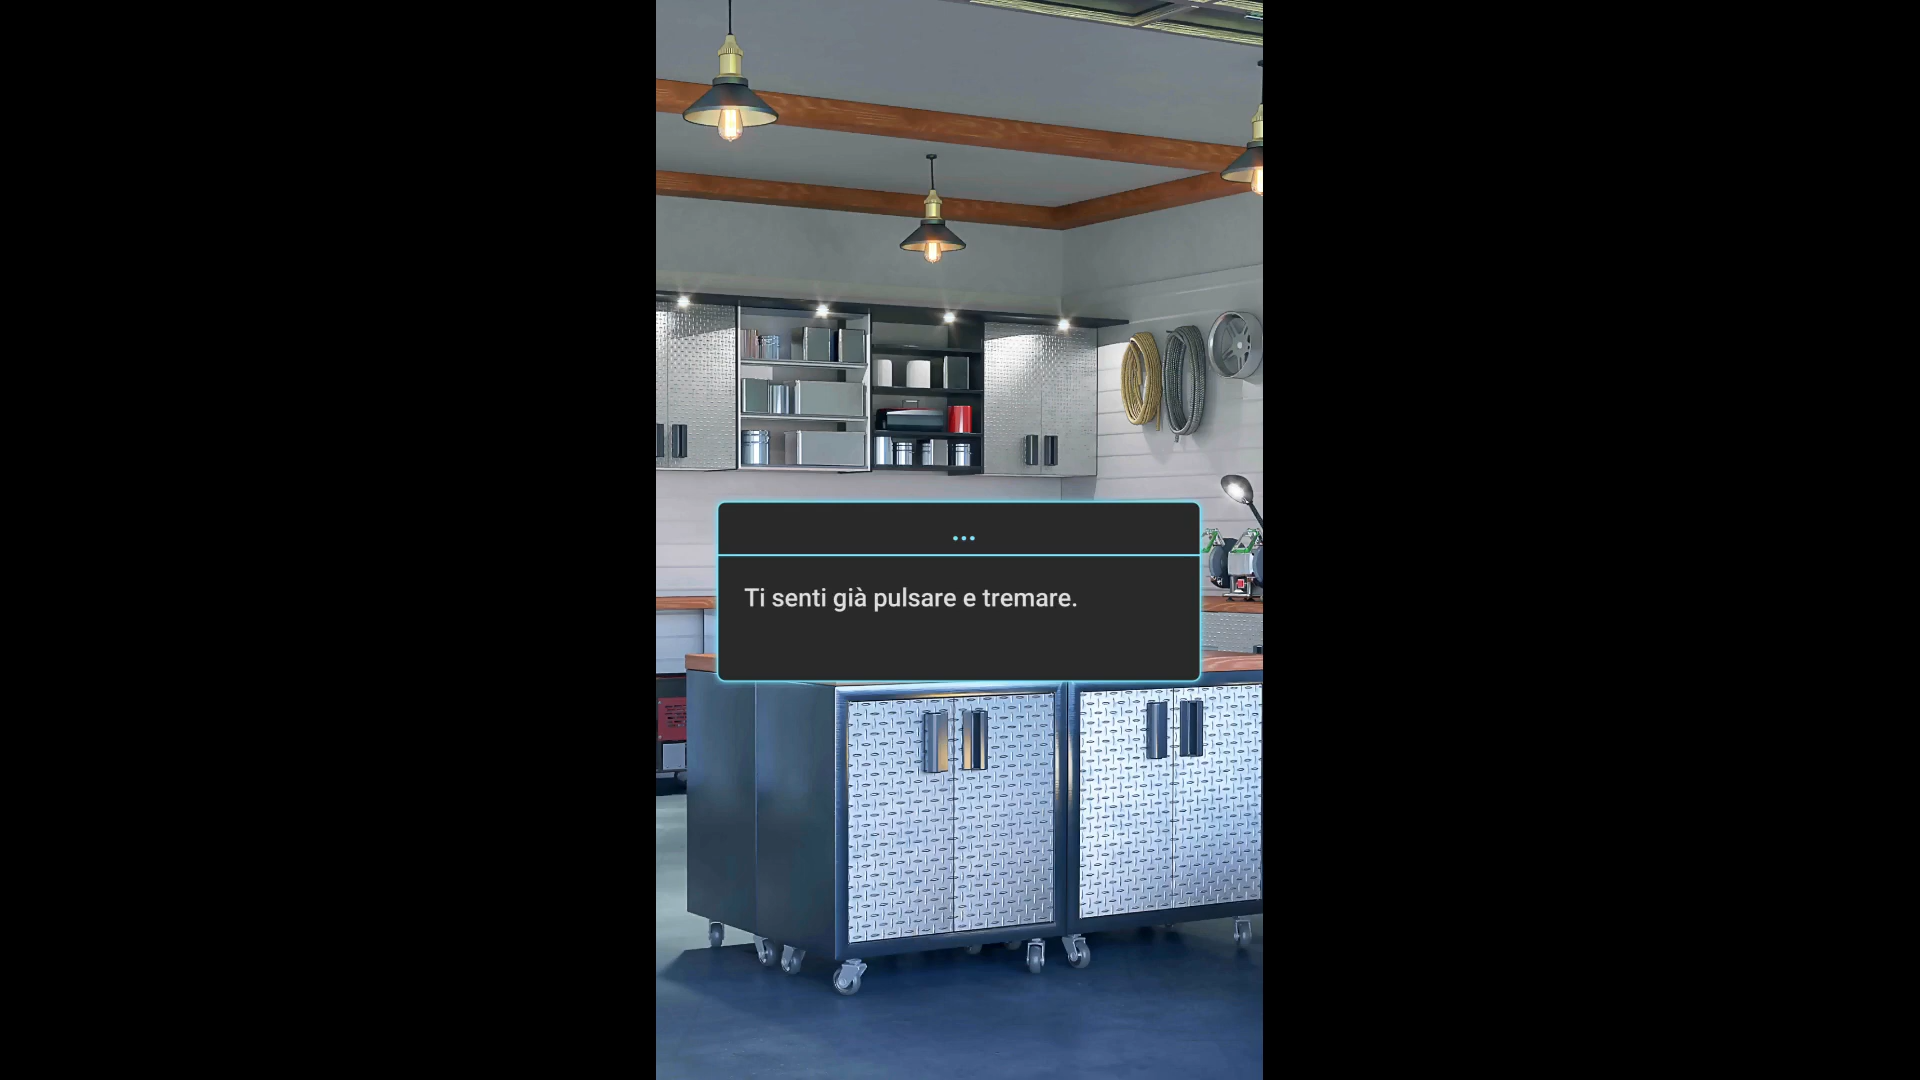 ...
Ti senti già pulsare e tremare.